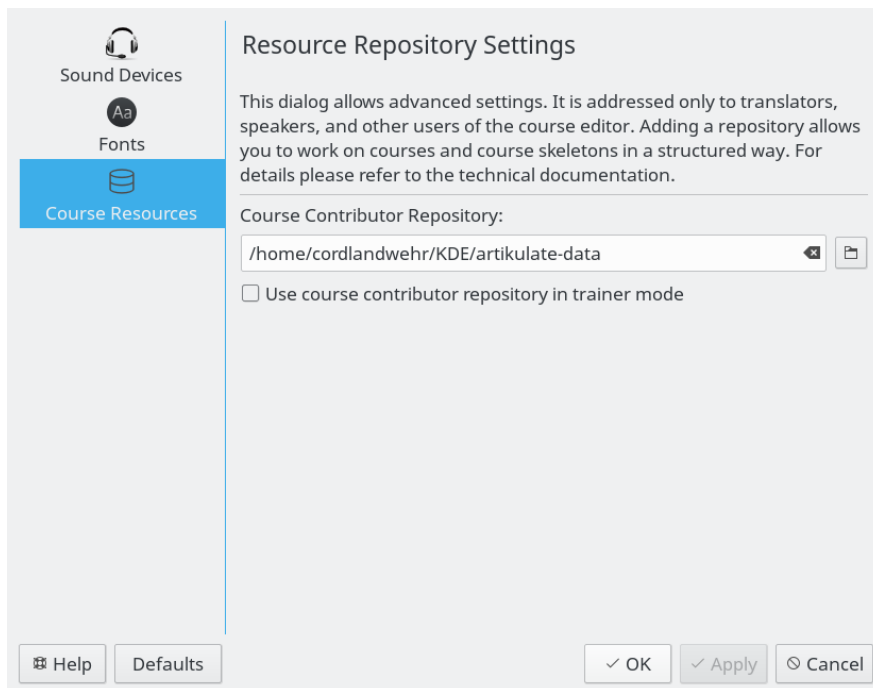 Sound Devices
Aa
Fonts
Course Resources
Resource Repository Settings
This dialog allows advanced settings. It is addressed only to translators,
speakers, and other users of the course editor. Adding a repository allows
you to work on courses and course skeletons in a structured way. For
details please refer to the technical documentation.
Course Contributor Repository:
/home/cordlandwehr/KDE/artikulate-data
Use course contributor repository in trainer mode
Help
Defaults
OK
Apply
Cancel